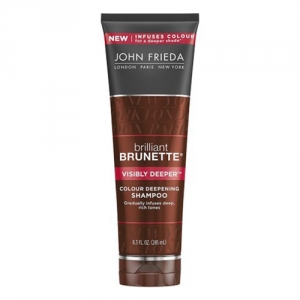 NEW INFUSES COLOUR
for a deeper shade*
JOHN FRIEDA
LONDON PARIS NEW YORK
brilliant
BRUNETTE®
VISIBLY DEEPER™
COLOUR DEEPENING
SHAMPOO
Gradually infuses deep,
rich tones
8.3 FL. OZ. (245 mL)